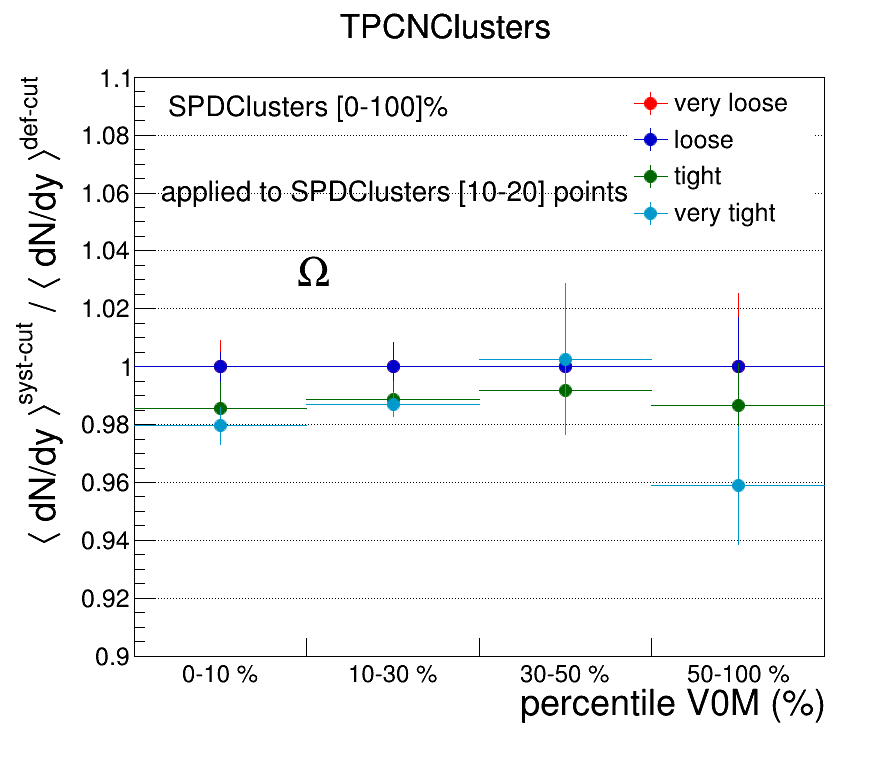 TPCNClusters
⟨ dN/dy ⟩^syst-cut / ⟨ dN/dy ⟩^def-cut
1.1
1.08
1.06
1.04
1.02
1
0.98
0.96
0.94
0.92
0.9
SPDClusters [0-100]%
applied to SPDClusters [10-20] points
Ω
very loose
loose
tight
very tight
0-10 %
10-30 %
30-50 %
50-100 %
percentile V0M (%)